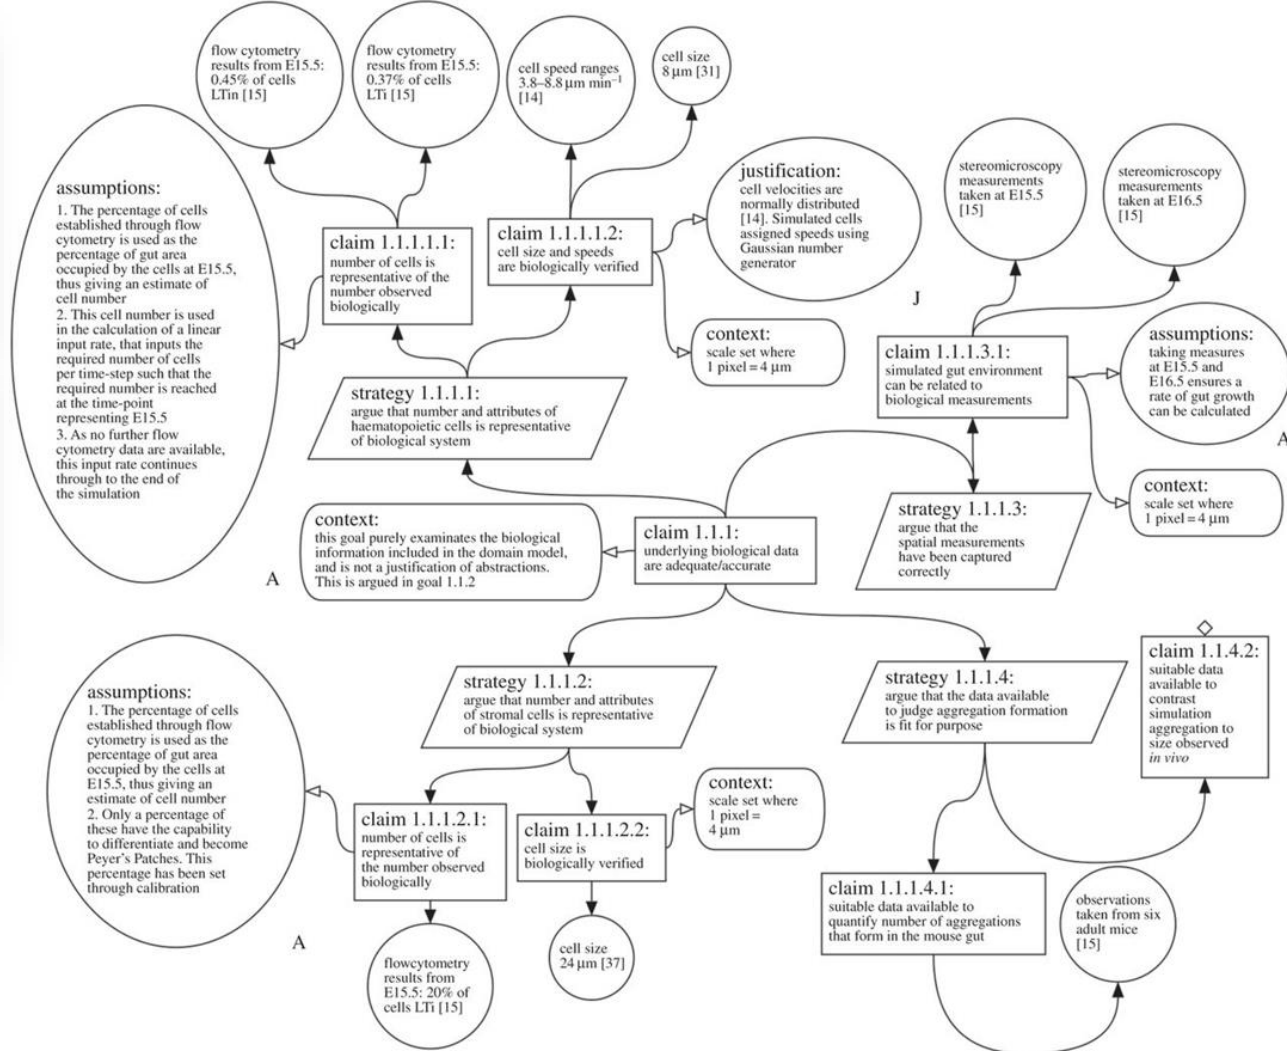 flow cytometry
results from E15.5:
0.45% of cells
LTin [15]
flow cytometry
results from E15.5:
0.37% of cells
LTi [15]
cell speed ranges
3.8–8.8 µm min⁻¹
[14]
cell size
8 µm [31]
assumptions:
1. The percentage of cells
established through flow
cytometry is used as the
percentage of gut area
occupied by the cells at E15.5,
thus giving an estimate of
cell number
2. This cell number is used
in the calculation of a linear
input rate, that inputs the
required number of cells
per time-step such that the
required number is reached
at the time-point
representing E15.5
3. As no further flow
cytometry data are available,
this input rate continues
through to the end of
the simulation
A
claim 1.1.1.1.1:
number of cells is
representative of the
number observed
biologically
claim 1.1.1.1.2:
cell size and speeds
are biologically verified
justification:
cell velocities are
normally distributed
[14]. Simulated cells
assigned speeds using
Gaussian number
generator
J
context:
scale set where
1 pixel = 4 µm
strategy 1.1.1.1:
argue that number and attributes of
haematopoietic cells is representative
of biological system
stereomicroscopy
measurements
taken at E15.5
[15]
stereomicroscopy
measurements
taken at E16.5
[15]
claim 1.1.1.3.1:
simulated gut environment
can be related to
biological measurements
assumptions:
taking measures
at E15.5 and
E16.5 ensures a
rate of gut growth
can be calculated
A
context:
scale set where
1 pixel = 4 µm
strategy 1.1.1.3:
argue that the
spatial measurements
have been captured
correctly
context:
this goal purely examinates the biological
information included in the domain model,
and is not a justification of abstractions.
This is argued in goal 1.1.2
claim 1.1.1:
underlying biological data
are adequate/accurate
strategy 1.1.1.2:
argue that number and attributes
of stromal cells is representative
of biological system
strategy 1.1.1.4:
argue that the data available
to judge aggregation formation
is fit for purpose
claim 1.1.4.2:
suitable data
available to
contrast
simulation
aggregation to
size observed
in vivo
assumptions:
1. The percentage of cells
established through flow
cytometry is used as the
percentage of gut area
occupied by the cells at
E15.5, thus giving an
estimate of cell number
2. Only a percentage of
these have the capability
to differentiate and become
Peyer's Patches. This
percentage has been set
through calibration
A
claim 1.1.1.2.1:
number of cells is
representative of
the number observed
biologically
claim 1.1.1.2.2:
cell size is
biologically verified
context:
scale set where
1 pixel =
4 µm
flowcytometry
results from
E15.5: 20% of
cells LTi [15]
cell size
24 µm [37]
claim 1.1.1.4.1:
suitable data available to
quantify number of aggregations
that form in the mouse gut
observations
taken from six
adult mice
[15]